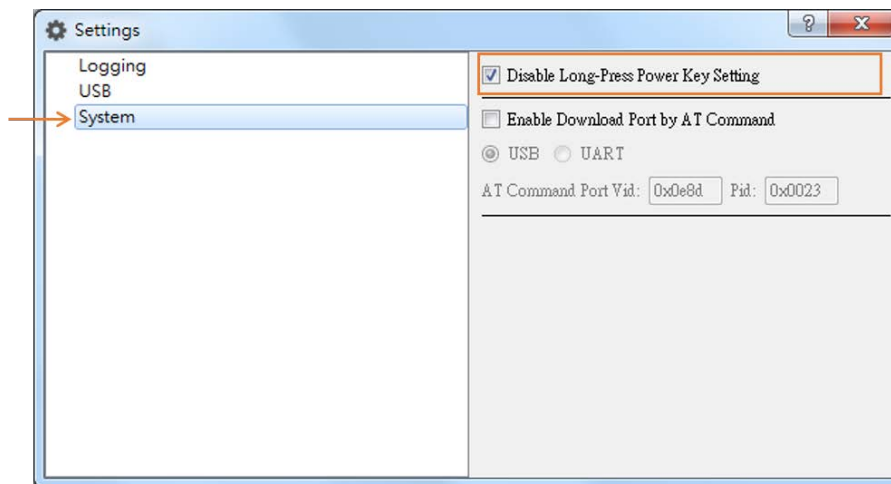 Settings
Logging
USB
System
Disable Long-Press Power Key Setting
Enable Download Port by AT Command
USB UART
AT Command Port Vid: 0x0e8d Pid: 0x0023